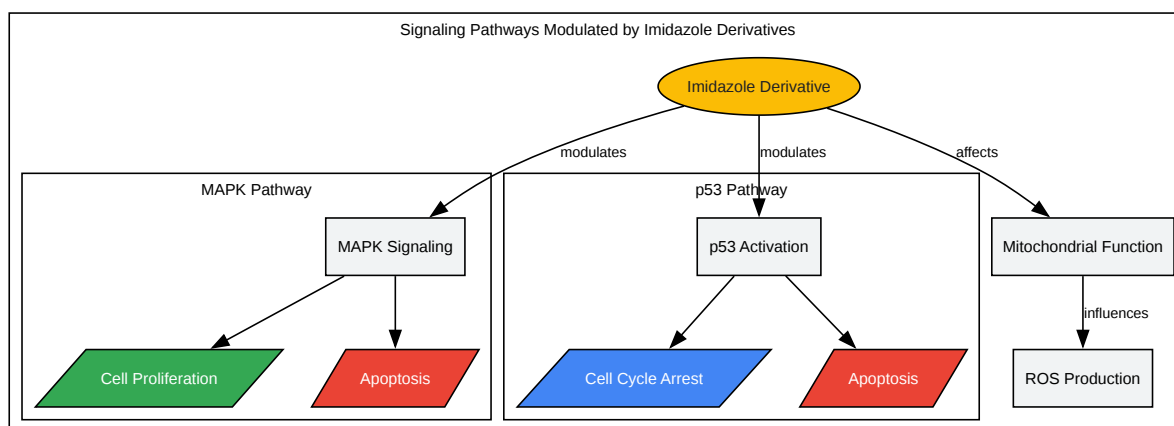 Signaling Pathways Modulated by Imidazole Derivatives
Imidazole Derivative
modulates
modulates
affects
MAPK Pathway
p53 Pathway
MAPK Signaling
p53 Activation
Mitochondrial Function
influences
Cell Proliferation
Apoptosis
Cell Cycle Arrest
Apoptosis
ROS Production